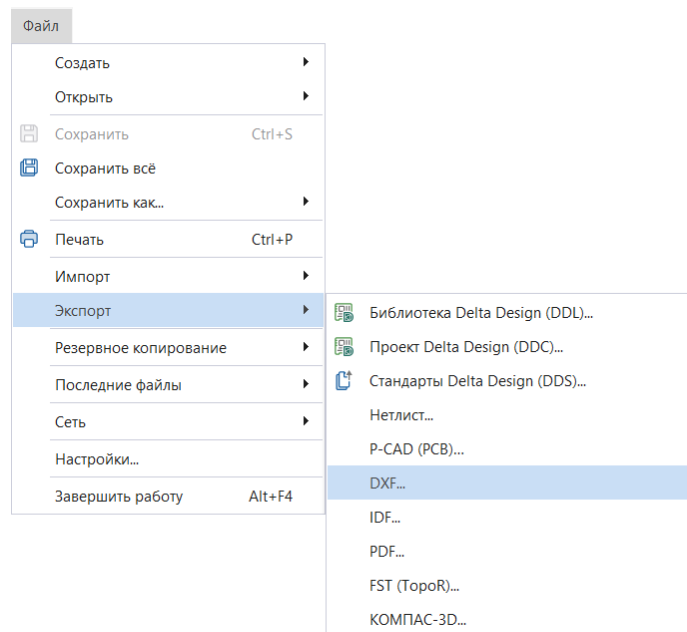 Файл
Создать
Открыть
Сохранить Ctrl+S
Сохранить всё
Сохранить как...
Печать Ctrl+P
Импорт
Экспорт
Резервное копирование
Последние файлы
Сеть
Настройки...
Завершить работу Alt+F4
Библиотека Delta Design (DDL)...
Проект Delta Design (DDC)...
Стандарты Delta Design (DDS)...
Нетлист...
P-CAD (PCB)...
DXF...
IDF...
PDF...
FST (TopoR)...
КОМПАС-3D...